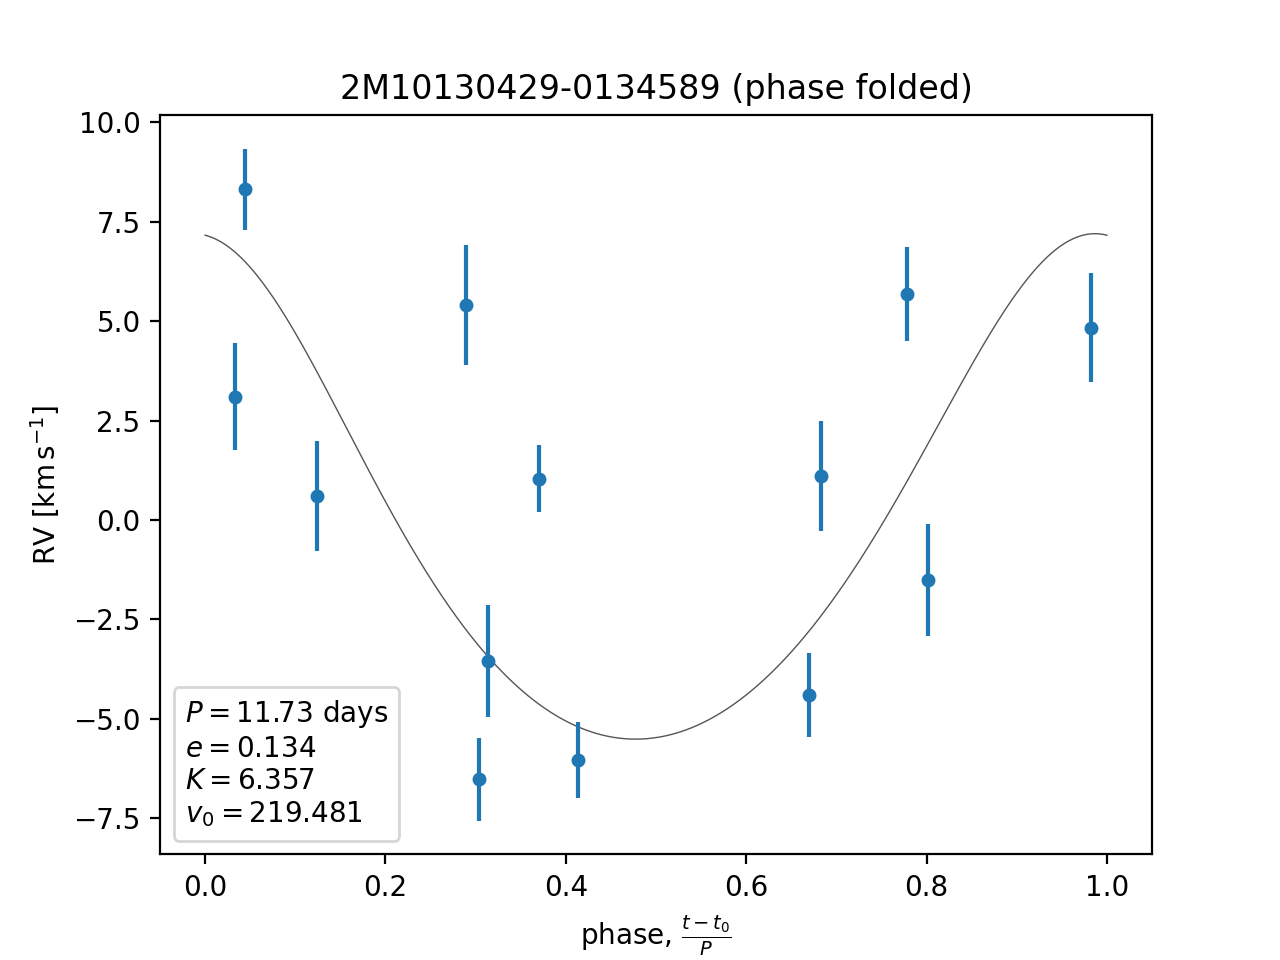 2M10130429-0134589 (phase folded)
RV [km s⁻¹]
10.0
7.5
5.0
2.5
0.0
−2.5
−5.0
−7.5
P = 11.73 days
e = 0.134
K = 6.357
v₀ = 219.481
0.0 0.2 0.4 0.6 0.8 1.0
phase, (t − t₀)/P